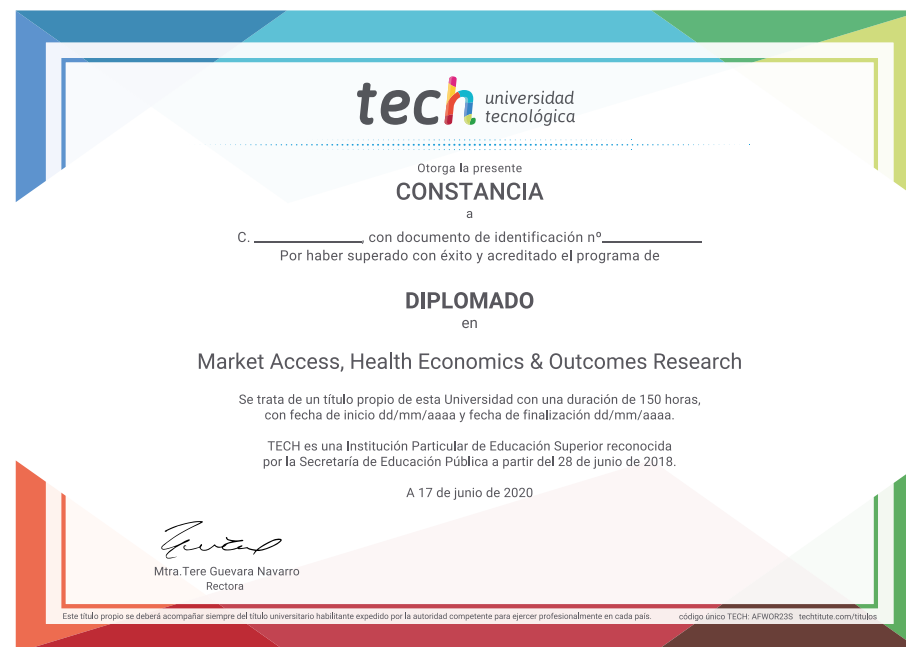 tech universidad
tecnológica
Otorga la presente
CONSTANCIA
a
C. ____________, con documento de identificación nº___________
Por haber superado con éxito y acreditado el programa de
DIPLOMADO
en
Market Access, Health Economics & Outcomes Research
Se trata de un título propio de esta Universidad con una duración de 150 horas,
con fecha de inicio dd/mm/aaaa y fecha de finalización dd/mm/aaaa.
TECH es una Institución Particular de Educación Superior reconocida
por la Secretaría de Educación Pública a partir del 28 de junio de 2018.
A 17 de junio de 2020
Mtra.Tere Guevara Navarro
Rectora
Este título propio se deberá acompañar siempre del título universitario habilitante expedido por la autoridad competente para ejercer profesionalmente en cada país. código único TECH: AFWOR23S techtitute.com/titulos